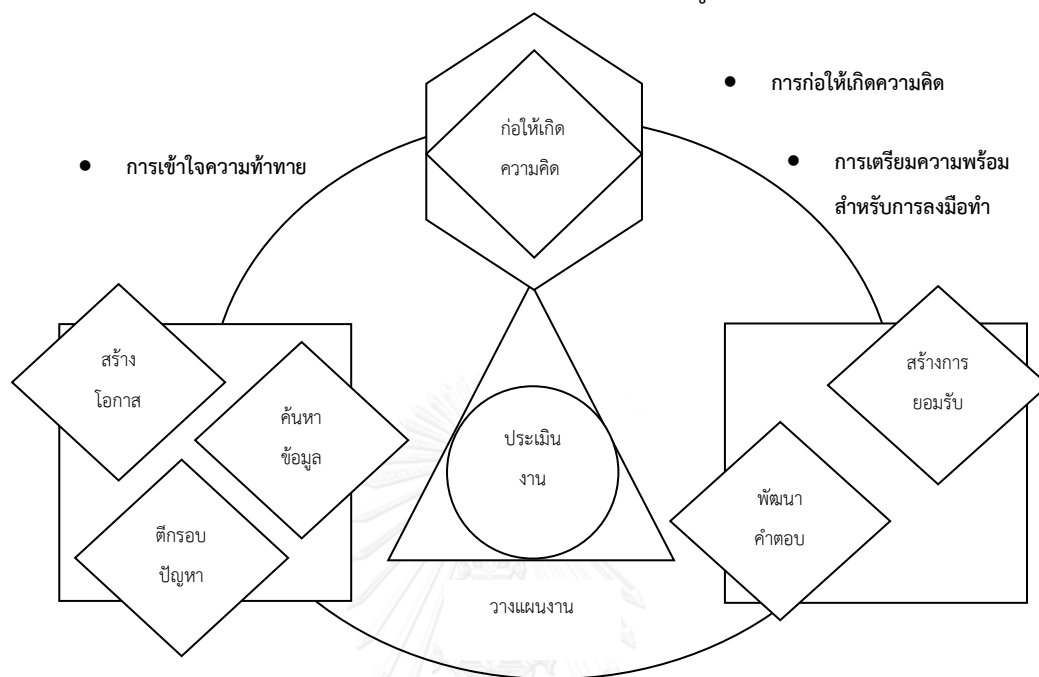 • การก่อให้เกิดความคิด
ก่อให้เกิด
ความคิด
• การเข้าใจความท้าทาย
• การเตรียมความพร้อม
สำหรับการลงมือทำ
สร้าง
โอกาส
ค้นหา
ข้อมูล
ตีกรอบ
ปัญหา
ประเมิน
งาน
วางแผนงาน
สร้างการ
ยอมรับ
พัฒนา
คำตอบ